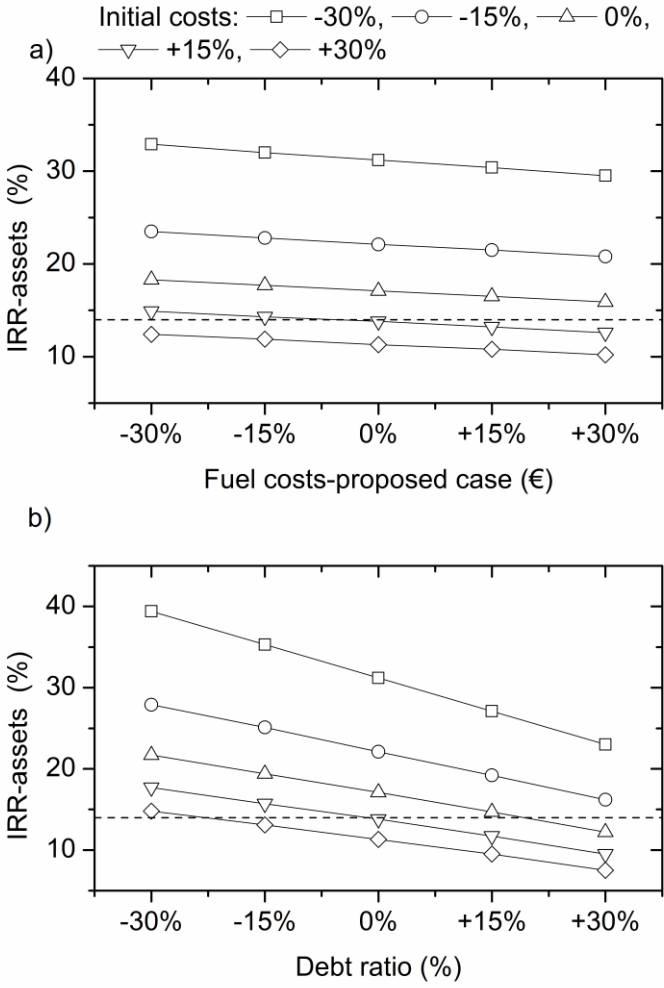 Initial costs: -30%, -15%, 0%,
+15%, +30%
a)
40
30
20
10
IRR-assets (%)
-30% -15% 0% +15% +30%
Fuel costs-proposed case (€)
b)
40
30
20
10
IRR-assets (%)
-30% -15% 0% +15% +30%
Debt ratio (%)